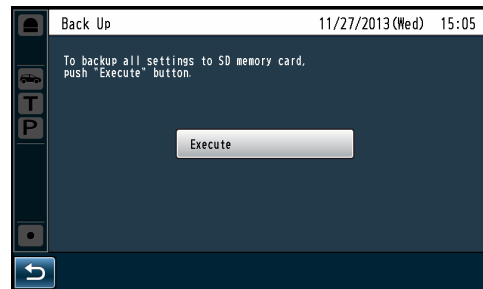 Back Up 11/27/2013(Wed) 15:05
To backup all settings to SD memory card,
push "Execute" button.
T
P
Execute